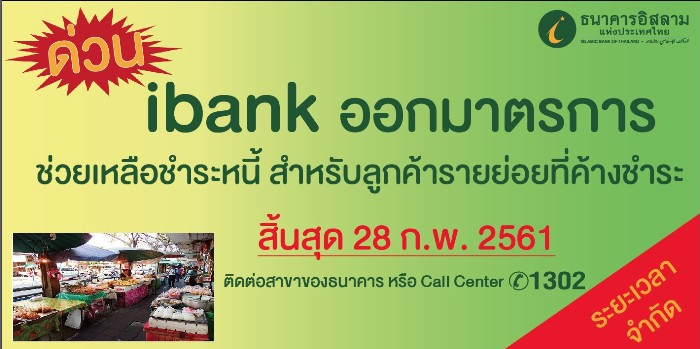 ด่วน
ธนาคารอิสลาม
แห่งประเทศไทย
ISLAMIC BANK OF THAILAND
ibank ออกมาตรการ
ช่วยเหลือชำระหนี้ สำหรับลูกค้ารายย่อยที่ค้างชำระ
สิ้นสุด 28 ก.พ. 2561
ติดต่อสาขาของธนาคาร หรือ Call Center ✆1302
ระยะเวลา
จำกัด